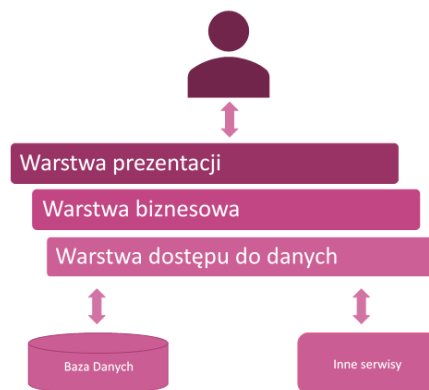 Warstwa prezentacji
Warstwa biznesowa
Warstwa dostępu do danych
Baza Danych
Inne serwisy